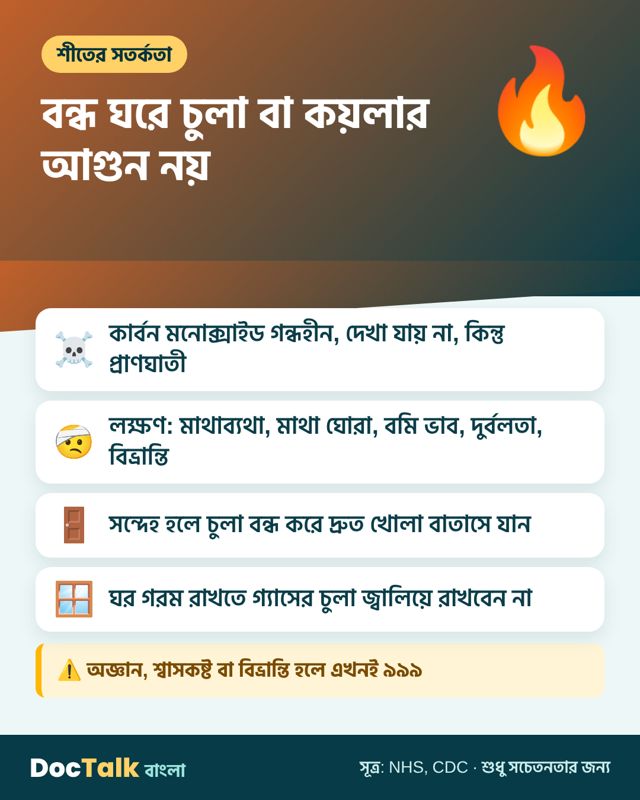 শীতের সতর্কতা
বন্ধ ঘরে চুলা বা কয়লার
আগুন নয়
কার্বন মনোক্সাইড গন্ধহীন, দেখা যায় না, কিন্তু
প্রাণঘাতী
লক্ষণ: মাথাব্যথা, মাথা ঘোরা, বমি ভাব, দুর্বলতা,
বিভ্রান্তি
সন্দেহ হলে চুলা বন্ধ করে দ্রুত খোলা বাতাসে যান
ঘর গরম রাখতে গ্যাসের চুলা জ্বালিয়ে রাখবেন না
অজ্ঞান, শ্বাসকষ্ট বা বিভ্রান্তি হলে এখনই ৯৯৯
DocTalk বাংলা
সূত্র: NHS, CDC · শুধু সচেতনতার জন্য